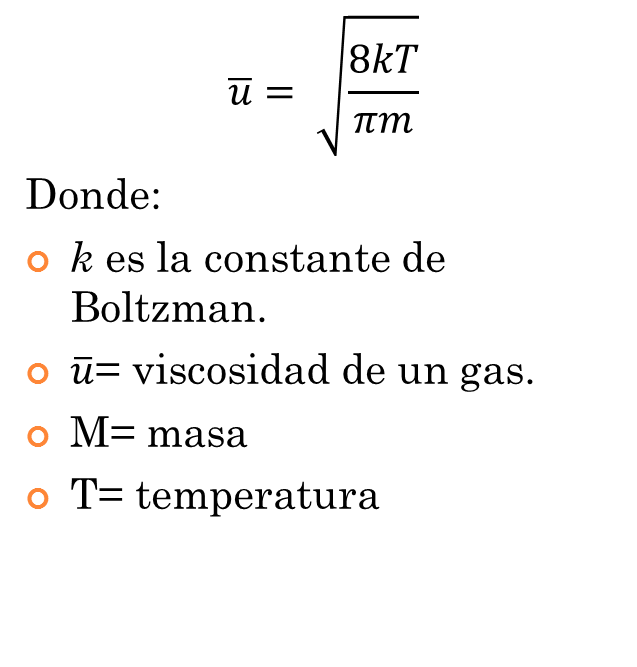 ū = √(8kT / πm)
Donde:
k es la constante de
Boltzman.
ū= viscosidad de un gas.
M= masa
T= temperatura